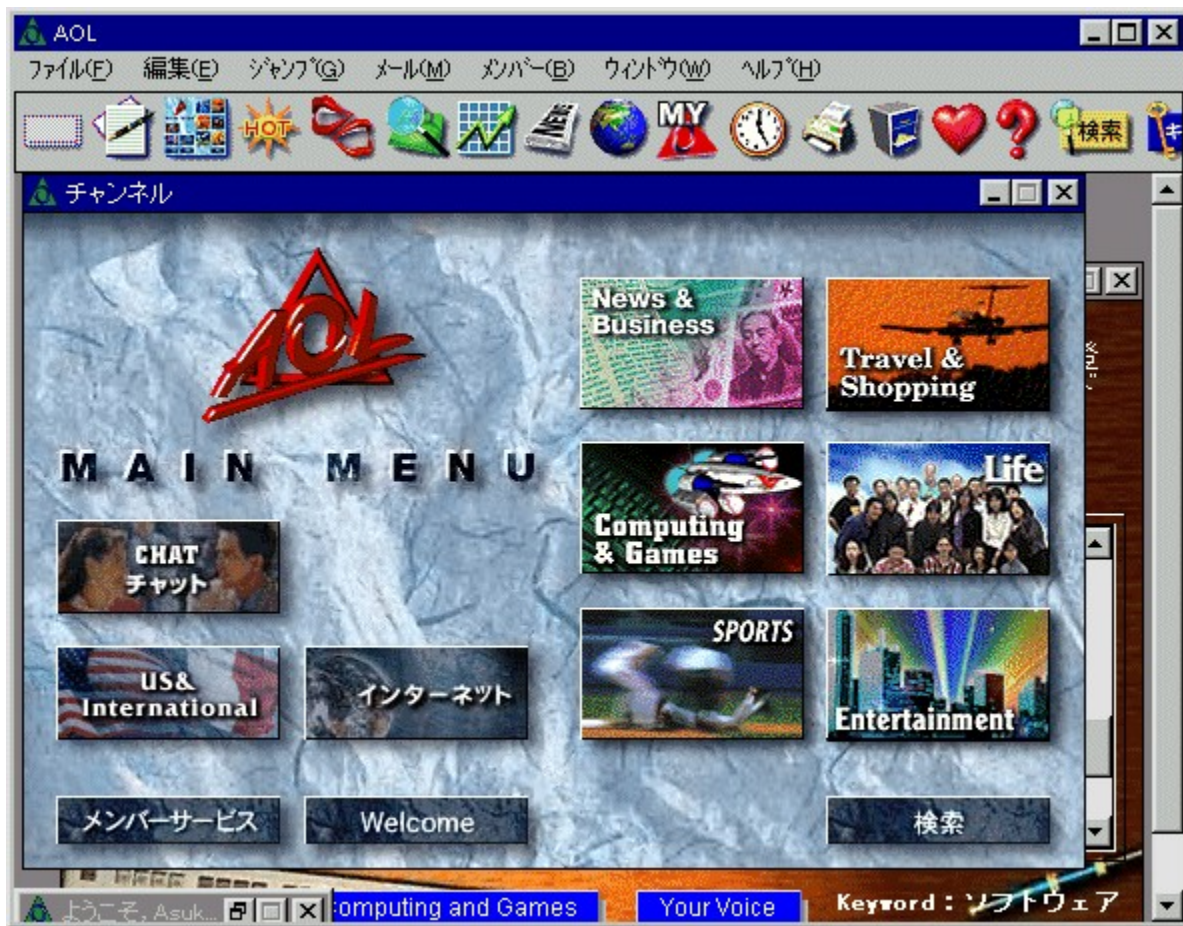 AOL
ファイル(F) 編集(E) ジャンプ(G) メール(M) メンバー(B) ウィンドウ(W) ヘルプ(H)
HOT
NEWS
MY
検索
キ
チャンネル
AOL
MAIN MENU
News &
Business
Travel &
Shopping
Computing
& Games
Life
CHAT
チャット
SPORTS
US&
International
インターネット
Entertainment
メンバーサービス
Welcome
検索
ようこそ, Asuk...
omputing and Games
Your Voice
Keyword：ソフトウェア